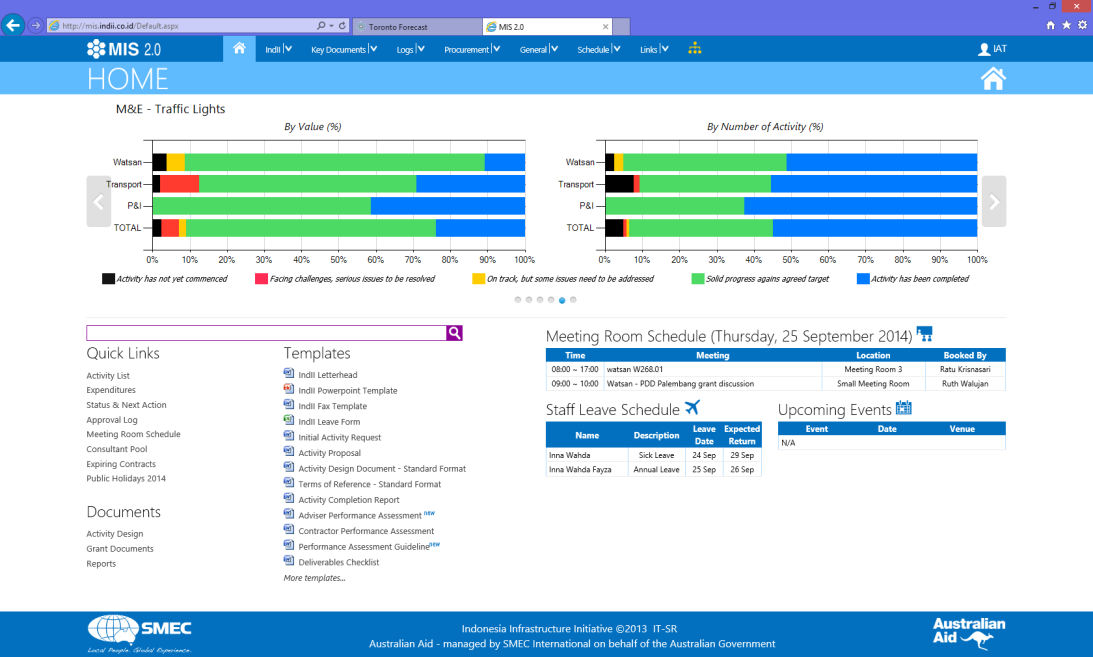 http://mis.indii.co.id/Default.aspx
Toronto Forecast
MIS 2.0
MIS 2.0
IndII
Key Documents
Logs
Procurement
General
Schedule
Links
IAT
HOME
M&E - Traffic Lights
By Value (%)
Watsan
Transport
P&I
TOTAL
0% 10% 20% 30% 40% 50% 60% 70% 80% 90% 100%
By Number of Activity (%)
Watsan
Transport
P&I
TOTAL
0% 10% 20% 30% 40% 50% 60% 70% 80% 90% 100%
Activity has not yet commenced
Facing challenges, serious issues to be resolved
On track, but some issues need to be addressed
Solid progress agains agreed target
Activity has been completed
Quick Links
Activity List
Expenditures
Status & Next Action
Approval Log
Meeting Room Schedule
Consultant Pool
Expiring Contracts
Public Holidays 2014
Documents
Activity Design
Grant Documents
Reports
Templates
IndII Letterhead
IndII Powerpoint Template
IndII Fax Template
IndII Leave Form
Initial Activity Request
Activity Proposal
Activity Design Document - Standard Format
Terms of Reference - Standard Format
Activity Completion Report
Adviser Performance Assessment new
Contractor Performance Assessment
Performance Assessment Guideline new
Deliverables Checklist
More templates...
Meeting Room Schedule (Thursday, 25 September 2014)
Time Meeting Location Booked By
08:00 ~ 17:00 watsan W268.01 Meeting Room 3 Ratu Krisnasari
09:00 ~ 10:00 Watsan - PDD Palembang grant discussion Small Meeting Room Ruth Walujan
Staff Leave Schedule
Name Description Leave Date Expected Return
Inna Wahda Sick Leave 24 Sep 29 Sep
Inna Wahda Fayza Annual Leave 25 Sep 26 Sep
Upcoming Events
Event Date Venue
N/A
SMEC
Local People. Global Experience.
Indonesia Infrastructure Initiative ©2013 IT-SR
Australian Aid - managed by SMEC International on behalf of the Australian Government
Australian
Aid